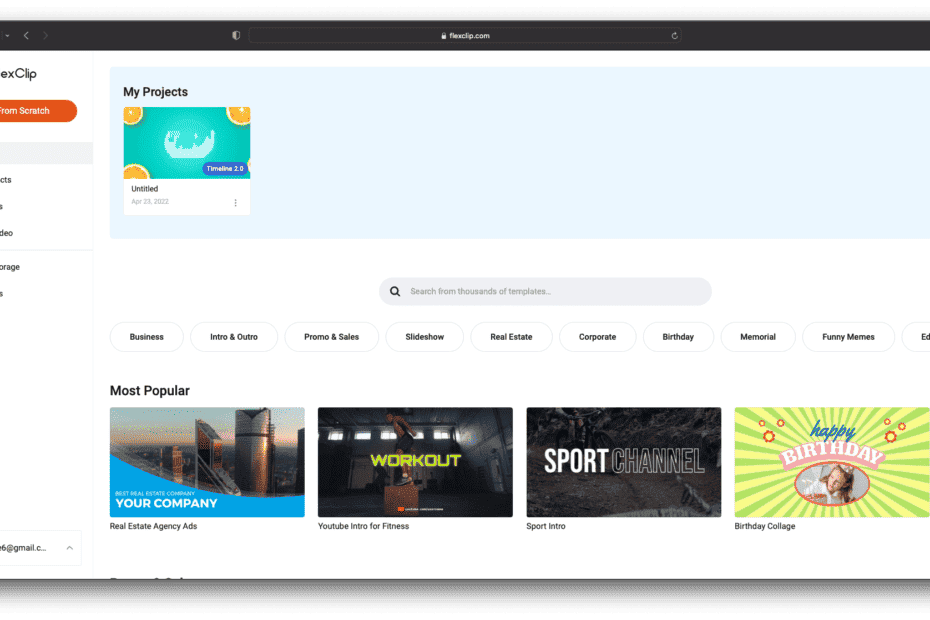 flexclip.com
exClip
From Scratch
cts
s
deo
orage
s
e6@gmail.c...
My Projects
Timeline 2.0
Untitled
Apr 23, 2022
Search from thousands of templates...
Business
Intro & Outro
Promo & Sales
Slideshow
Real Estate
Corporate
Birthday
Memorial
Funny Memes
Ed
Most Popular
BEST REAL ESTATE COMPANY
YOUR COMPANY
Real Estate Agency Ads
WORKOUT
Youtube Intro for Fitness
SPORT CHANNEL
Sport Intro
happy
BIRTHDAY
Birthday Collage